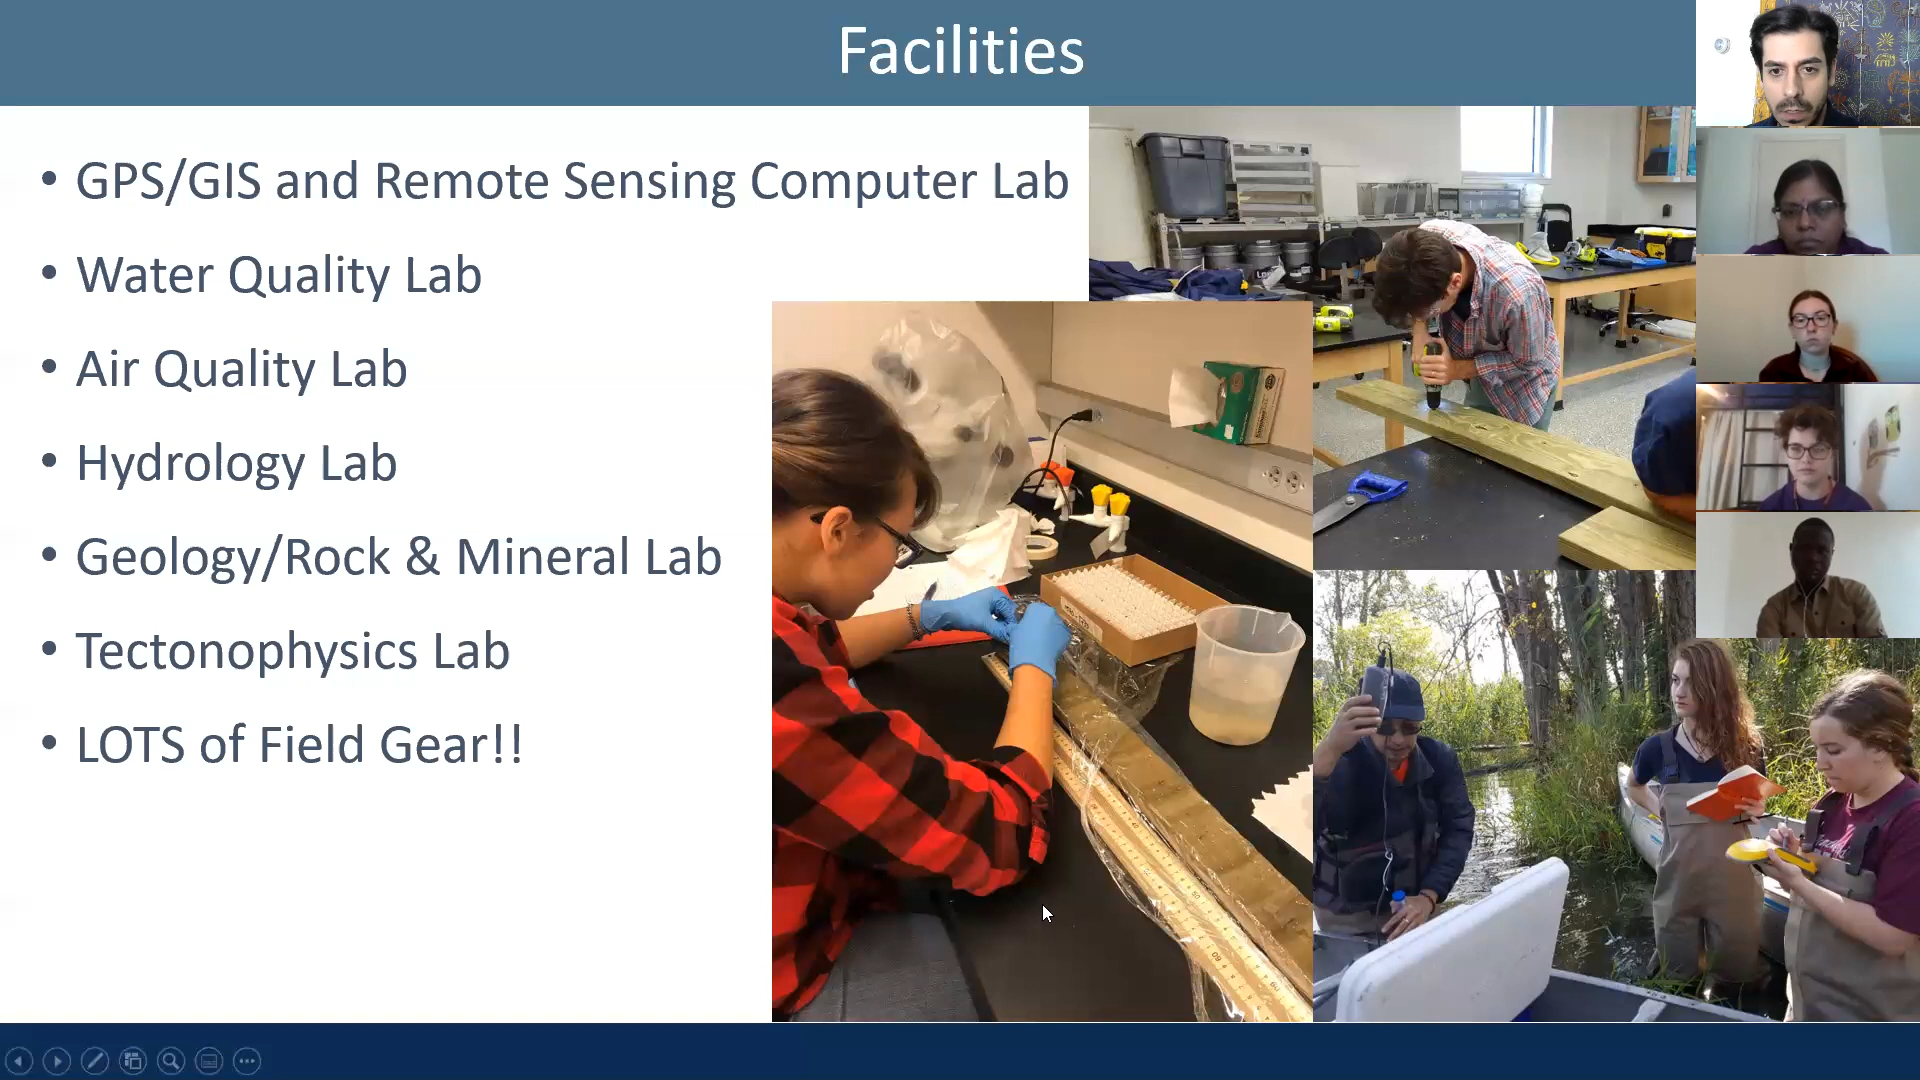 Facilities
• GPS/GIS and Remote Sensing Computer Lab
• Water Quality Lab
• Air Quality Lab
• Hydrology Lab
• Geology/Rock & Mineral Lab
• Tectonophysics Lab
• LOTS of Field Gear!!